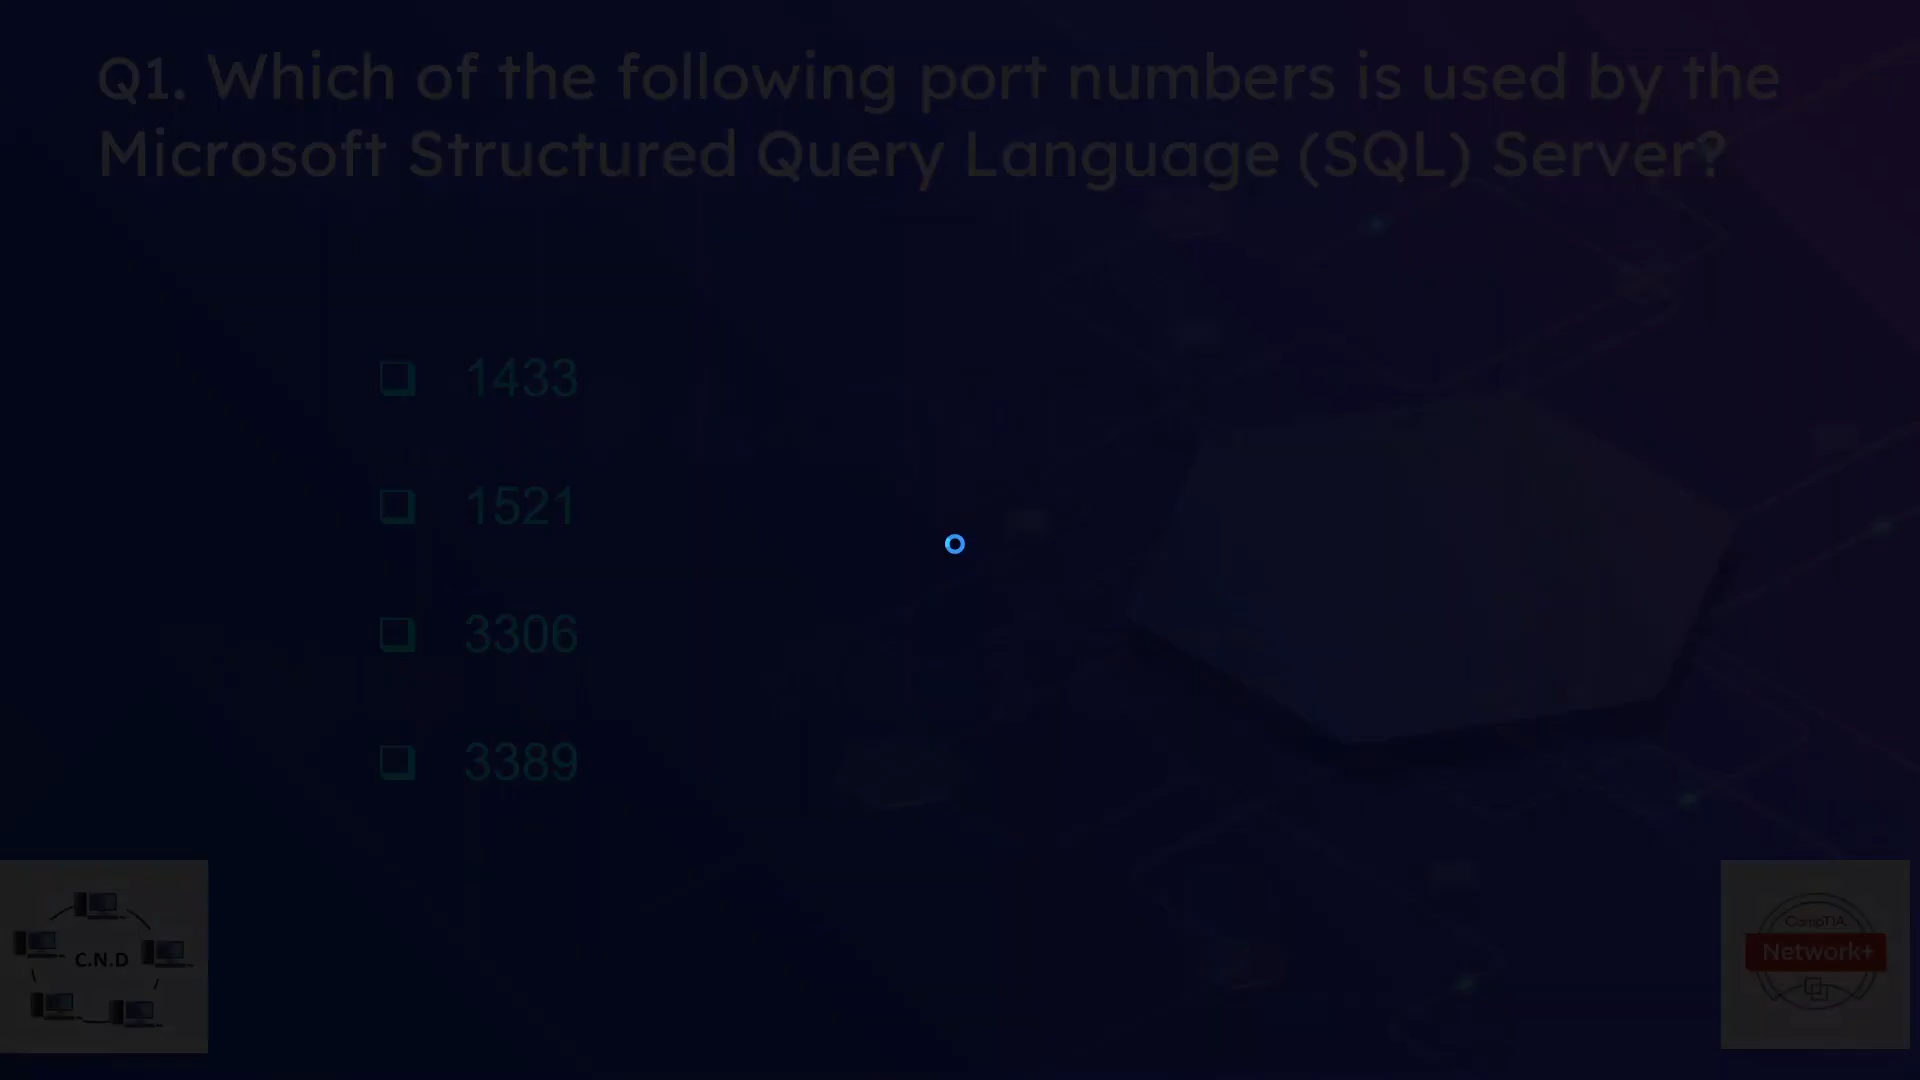 Q1. Which of the following port numbers is used by the
Microsoft Structured Query Language (SQL) Server?
❑ 1433
❑ 1521
❑ 3306
❑ 3389
C.N.D
CompTIA
Network+